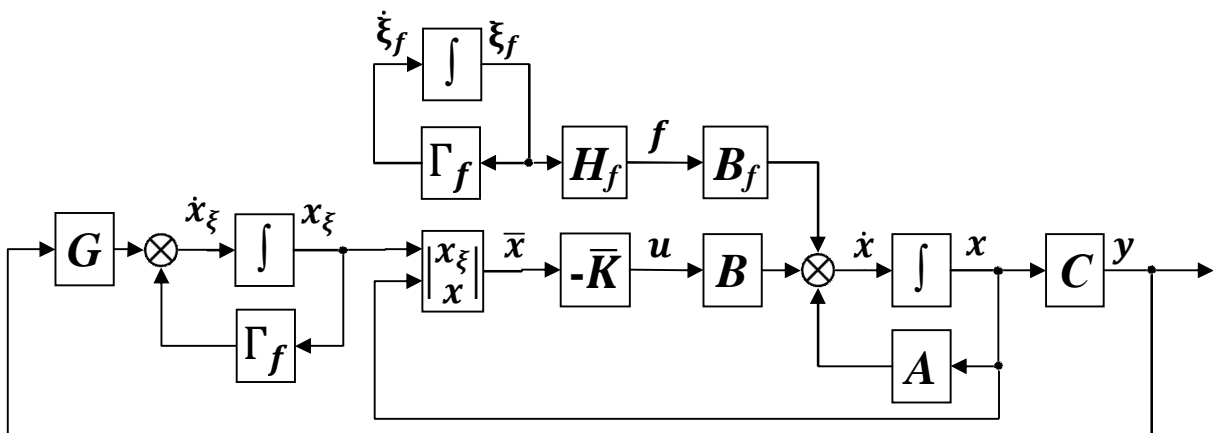 ξ̇_f ξ_f
∫
Γ_f H_f f B_f
G ẋ_ξ ∫ x_ξ
|x_ξ| x̄ -K̄ u B ẋ ∫ x C y
|x|
Γ_f
A